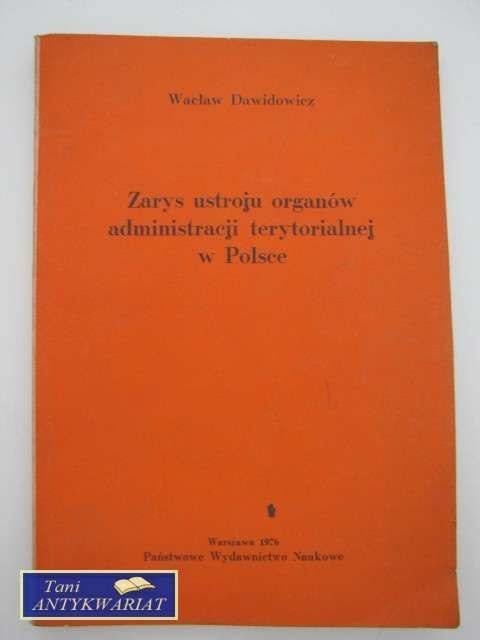 Wacław Dawidowicz
Zarys ustroju organów
administracji terytorialnej
w Polsce
Warszawa 1976
Państwowe Wydawnictwo Naukowe
Tani
ANTYKWARIAT